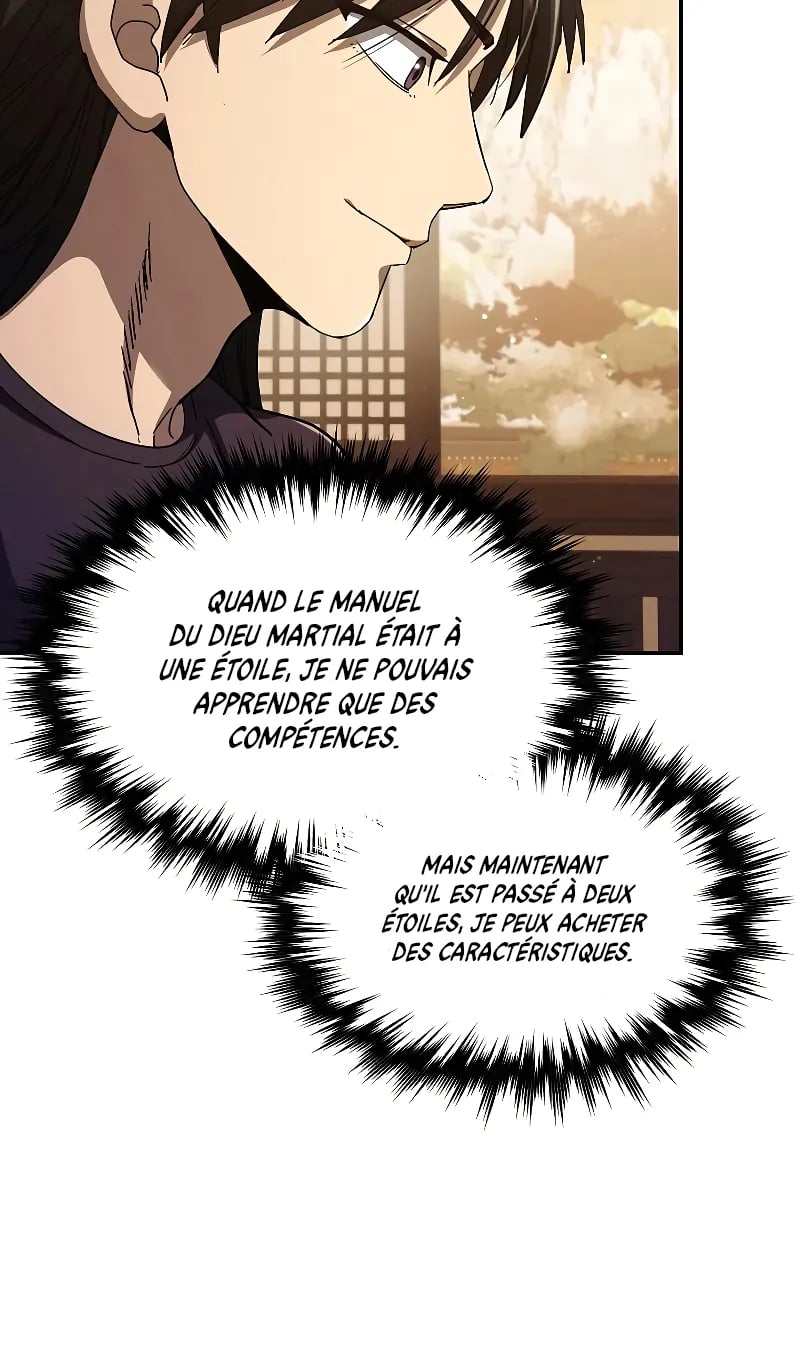 QUAND LE MANUEL
DU DIEU MARTIAL ÉTAIT À
UNE ÉTOILE, JE NE POUVAIS
APPRENDRE QUE DES
COMPÉTENCES.
MAIS MAINTENANT
QU'IL EST PASSÉ À DEUX
ÉTOILES, JE PEUX ACHETER
DES CARACTÉRISTIQUES.